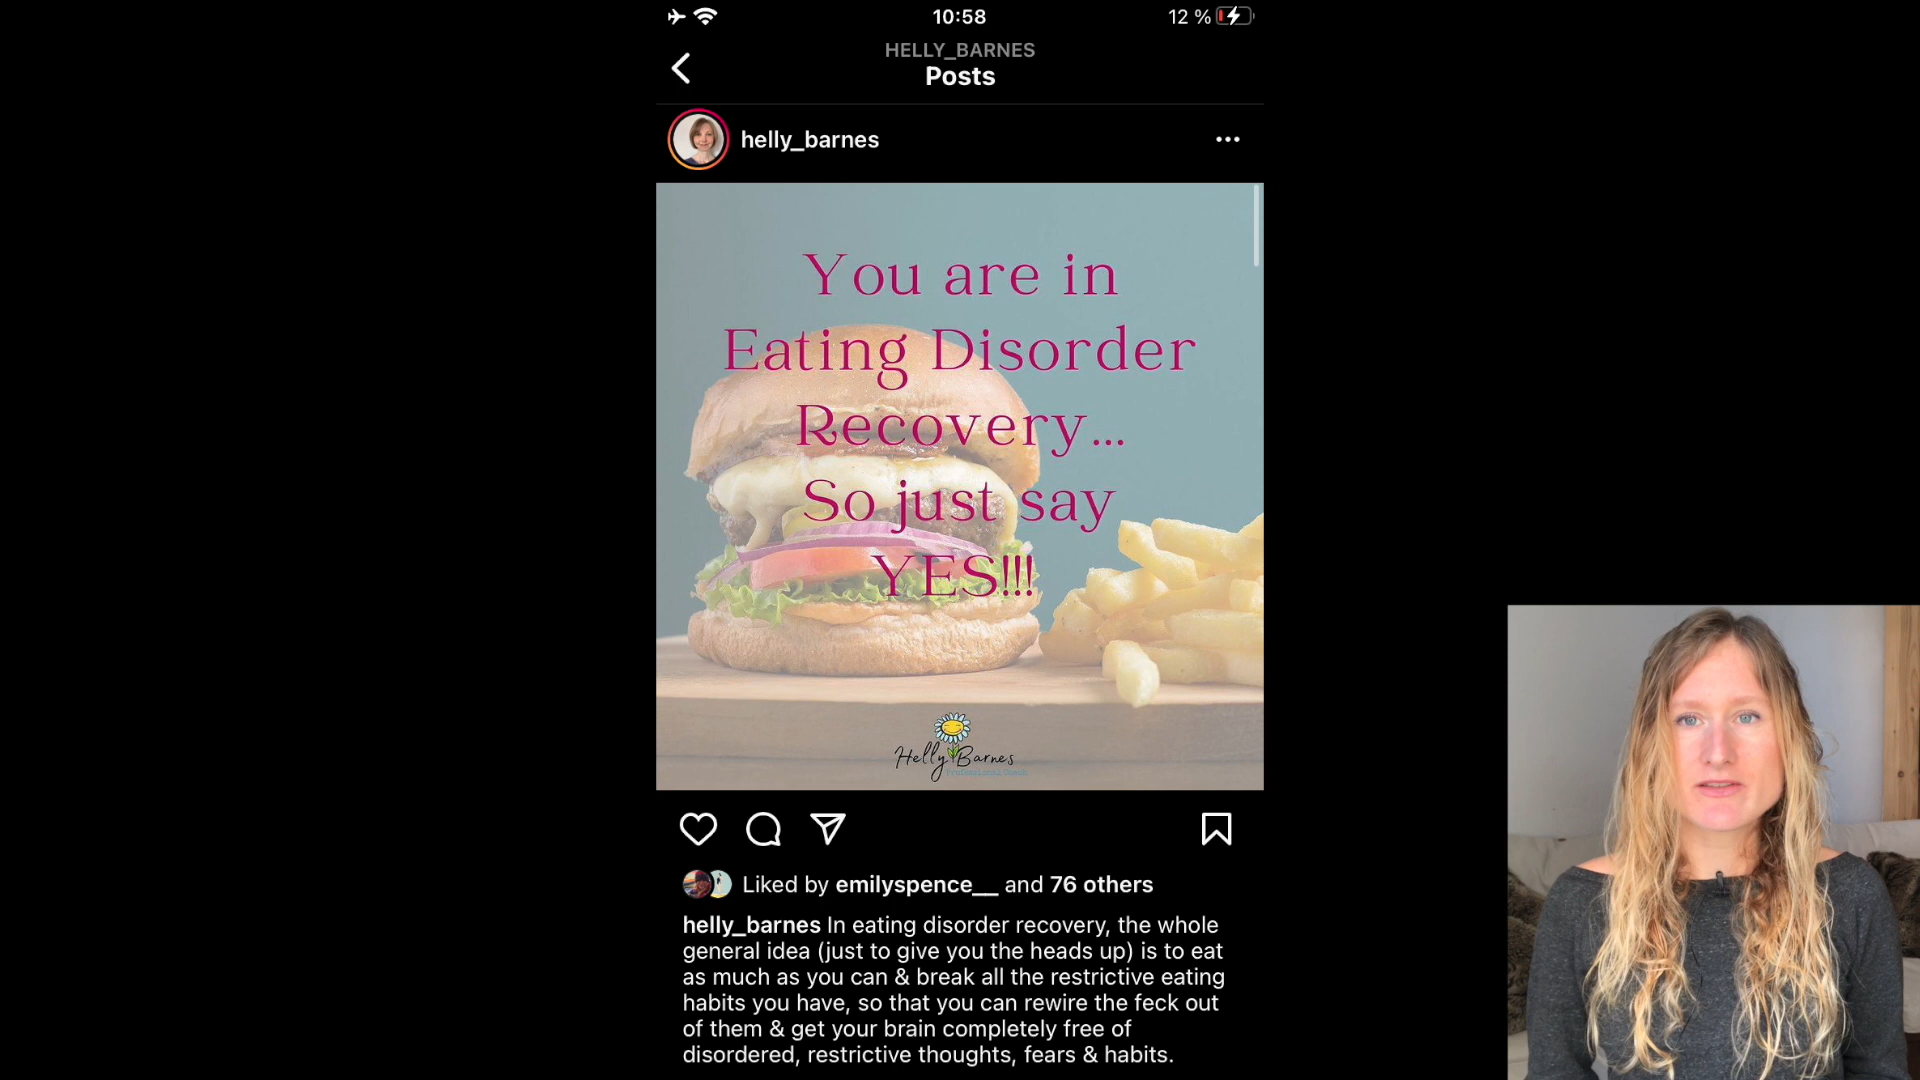 10:58
12 %
HELLY_BARNES
Posts
helly_barnes
You are in
Eating Disorder
Recovery...
So just say
YES!!!
Helly Barnes
Professional Coach
Liked by emilyspence__ and 76 others
helly_barnes In eating disorder recovery, the whole
general idea (just to give you the heads up) is to eat
as much as you can & break all the restrictive eating
habits you have, so that you can rewire the feck out
of them & get your brain completely free of
disordered, restrictive thoughts, fears & habits.